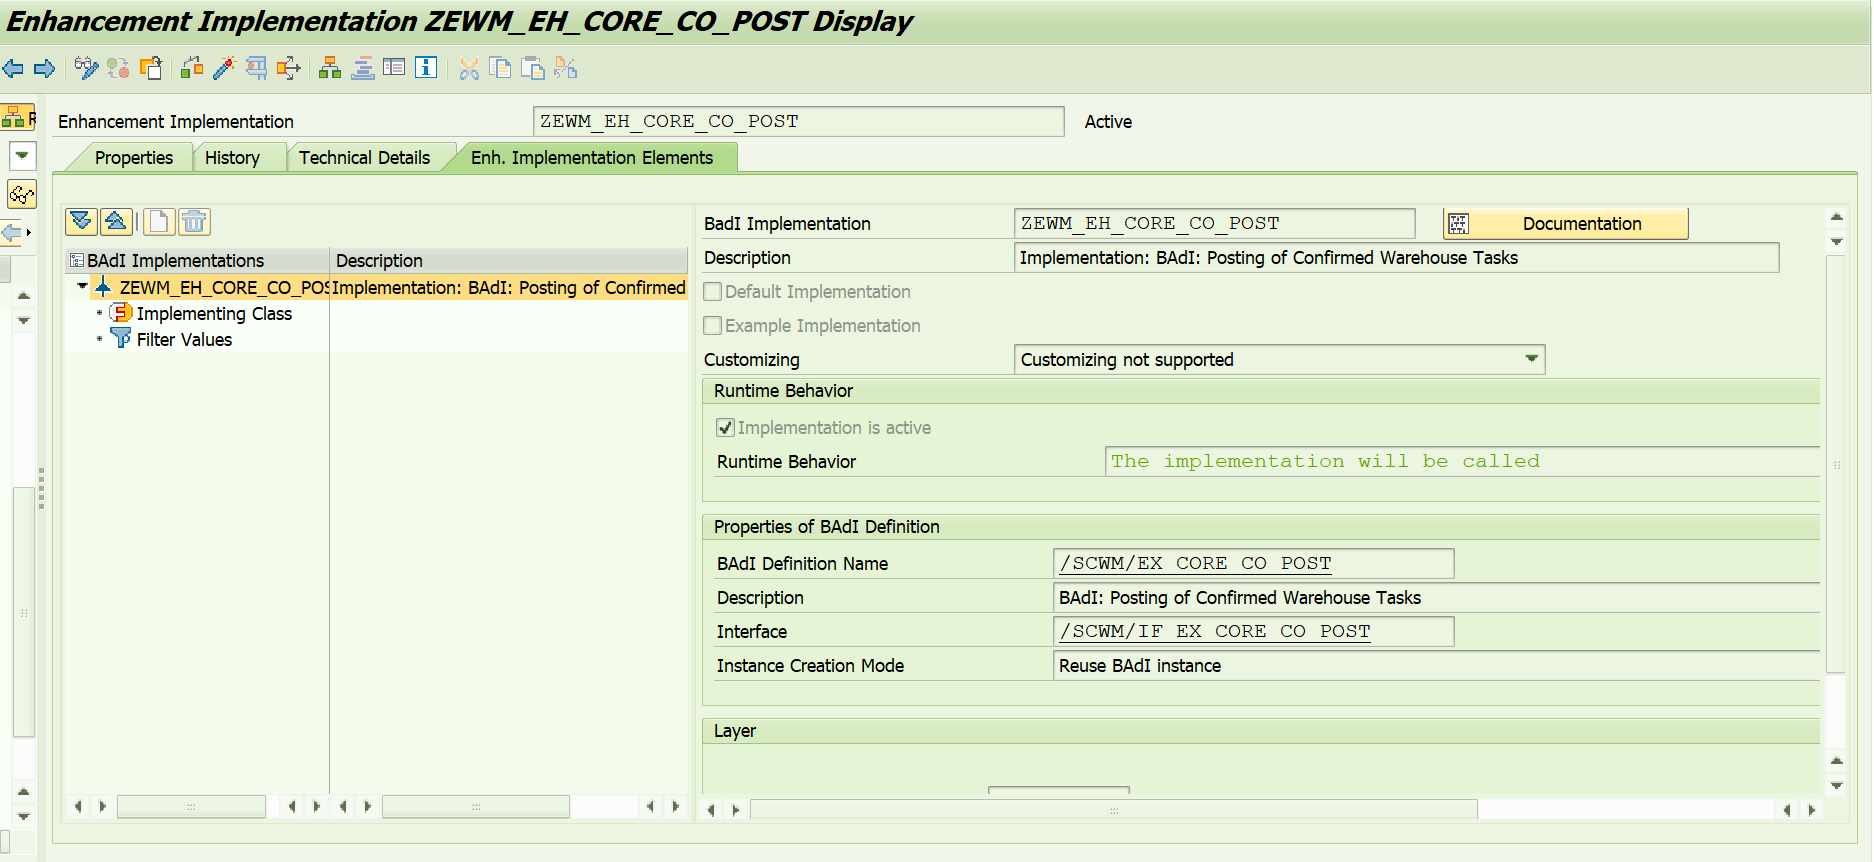 Enhancement Implementation ZEWM_EH_CORE_CO_POST Display
Enhancement Implementation ZEWM_EH_CORE_CO_POST Active
Properties History Technical Details Enh. Implementation Elements
BAdI Implementations Description
ZEWM_EH_CORE_CO_POS Implementation: BAdI: Posting of Confirmed
Implementing Class
Filter Values
BadI Implementation ZEWM_EH_CORE_CO_POST Documentation
Description Implementation: BAdI: Posting of Confirmed Warehouse Tasks
Default Implementation
Example Implementation
Customizing Customizing not supported
Runtime Behavior
Implementation is active
Runtime Behavior The implementation will be called
Properties of BAdI Definition
BAdI Definition Name /SCWM/EX_CORE_CO_POST
Description BAdI: Posting of Confirmed Warehouse Tasks
Interface /SCWM/IF_EX_CORE_CO_POST
Instance Creation Mode Reuse BAdI instance
Layer